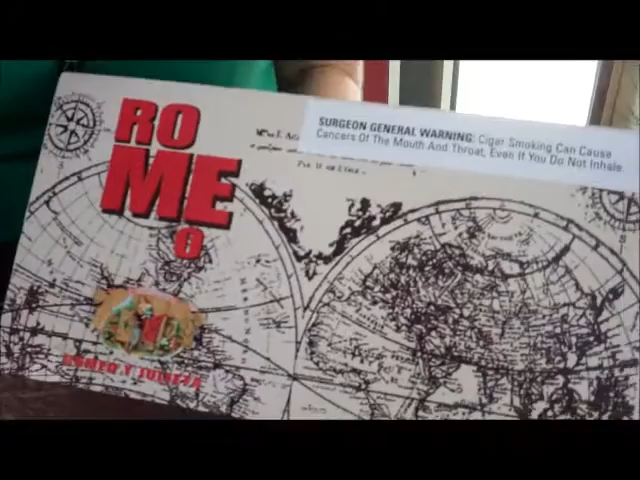 RO
ME
O
SURGEON GENERAL WARNING: Cigar Smoking Can Cause
Cancers Of The Mouth And Throat, Even If You Do Not Inhale.
ROMEO Y JULIETA